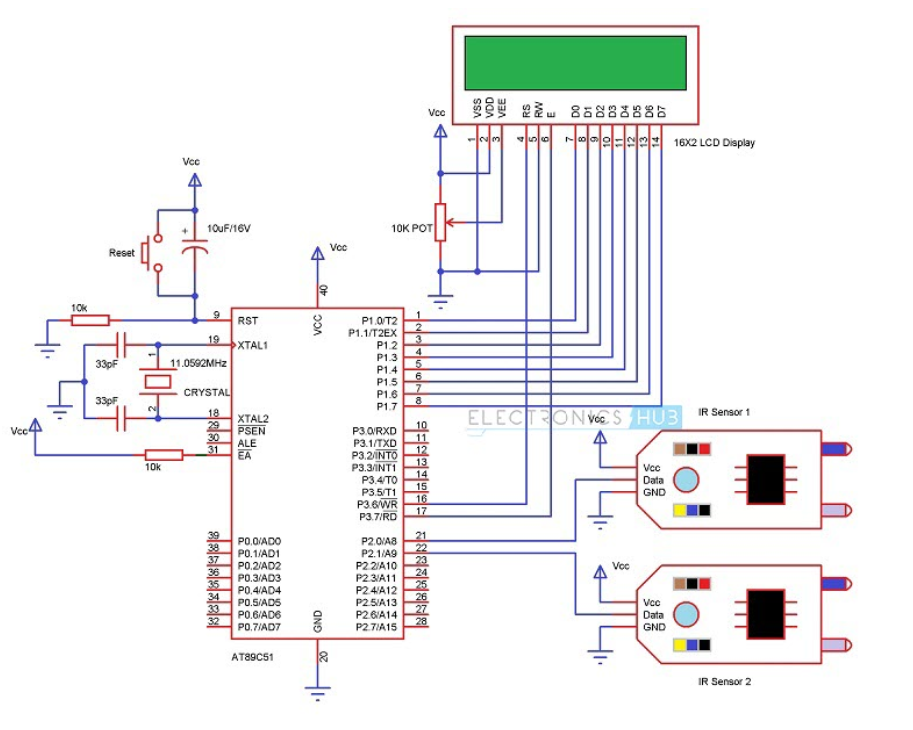 VSS
VDD
VEE
RS
RW
E
D0
D1
D2
D3
D4
D5
D6
D7
1
2
3
4
5
6
7
8
9
10
11
12
13
14
16X2 LCD Display
Vcc
10K POT
Vcc
+
10uF/16V
Reset
Vcc
10k
33pF
1
11.0592MHz
CRYSTAL
33pF
2
Vcc
10k
40
VCC
9 RST
19 XTAL1
18 XTAL2
29 PSEN
30 ALE
31 EA
39 P0.0/AD0
38 P0.1/AD1
37 P0.2/AD2
36 P0.3/AD3
35 P0.4/AD4
34 P0.5/AD5
33 P0.6/AD6
32 P0.7/AD7
P1.0/T2 1
P1.1/T2EX 2
P1.2 3
P1.3 4
P1.4 5
P1.5 6
P1.6 7
P1.7 8
P3.0/RXD 10
P3.1/TXD 11
P3.2/INT0 12
P3.3/INT1 13
P3.4/T0 14
P3.5/T1 15
P3.6/WR 16
P3.7/RD 17
P2.0/A8 21
P2.1/A9 22
P2.2/A10 23
P2.3/A11 24
P2.4/A12 25
P2.5/A13 26
P2.6/A14 27
P2.7/A15 28
GND
20
AT89C51
ELECTRONICS HUB
IR Sensor 1
Vcc
Vcc
Data
GND
Vcc
Vcc
Data
GND
IR Sensor 2